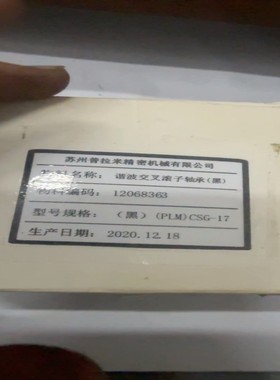 苏州普拉米精密机械有限公司
物料名称： 谐波交叉滚子轴承(黑)
物料编码： 12068363
型号规格： （黑）(PLM)CSG-17
生产日期： 2020.12.18